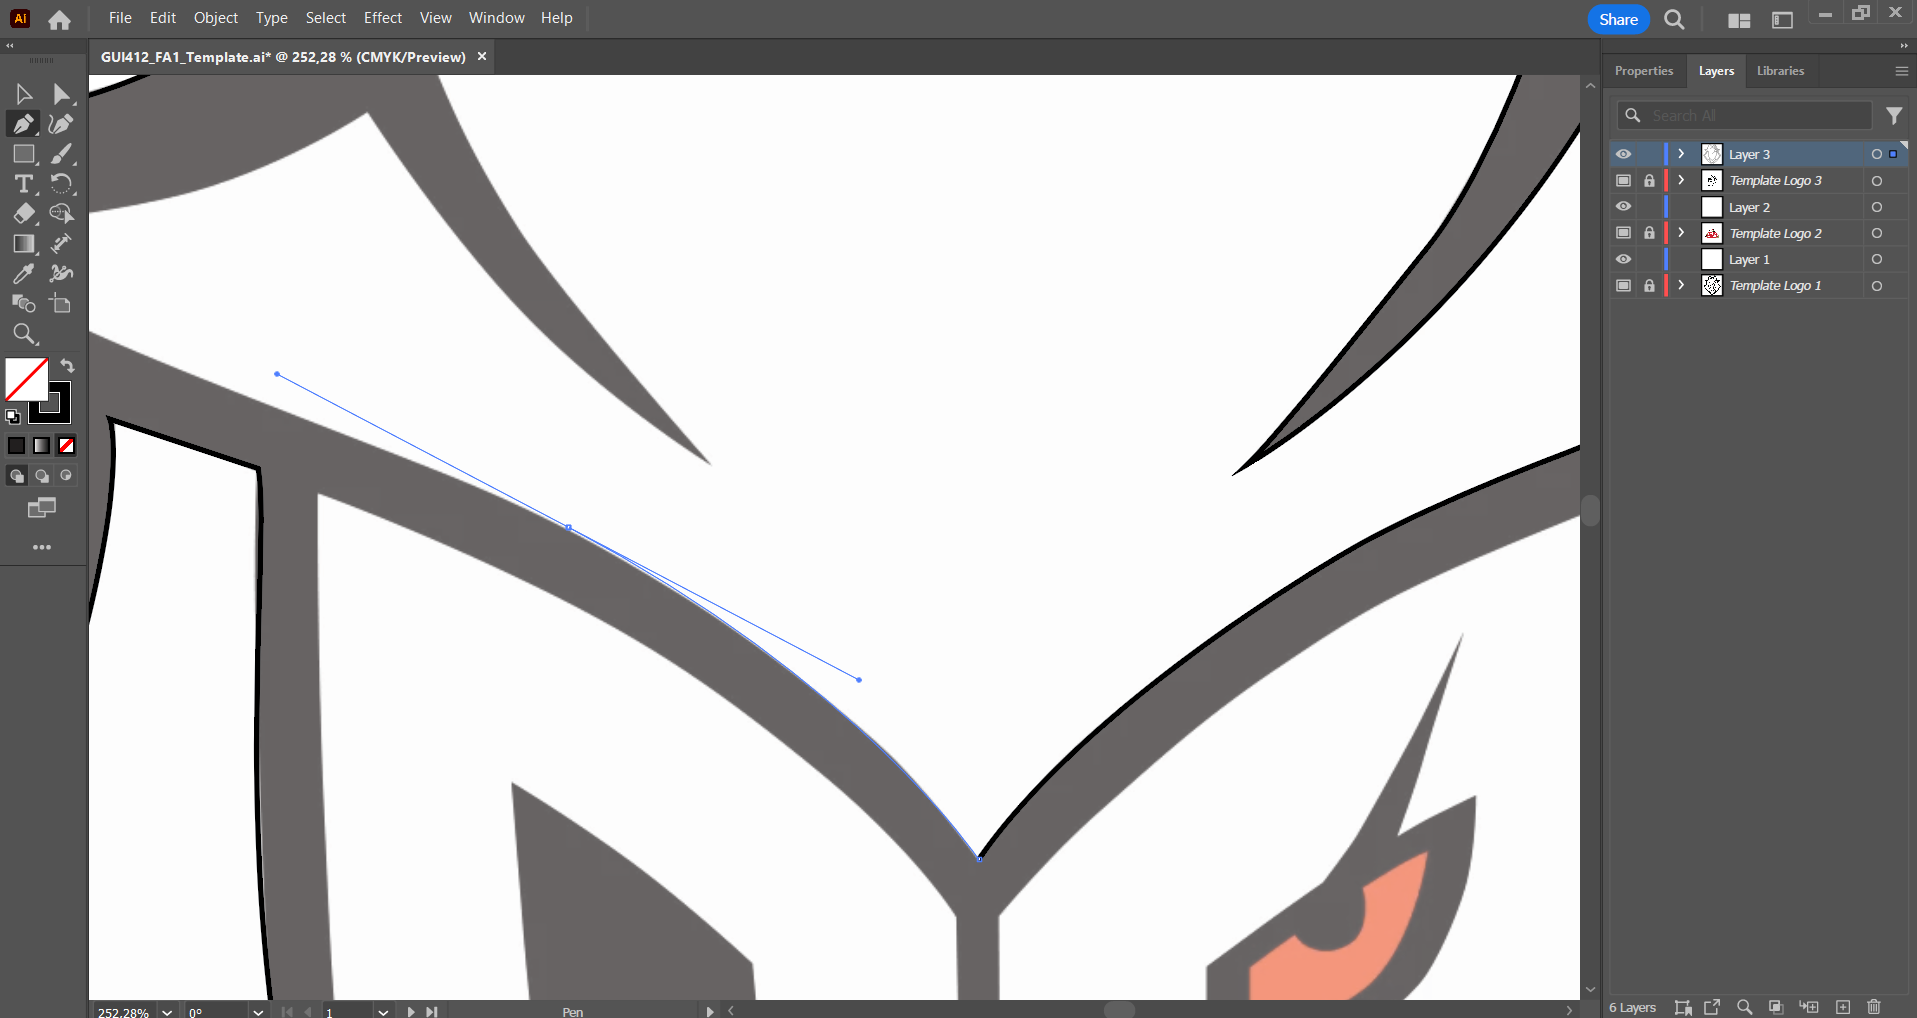 Ai File Edit Object Type Select Effect View Window Help Share
GUI412_FA1_Template.ai* @ 252,28 % (CMYK/Preview) ×
Properties Layers Libraries
Search All
Layer 3
Template Logo 3
Layer 2
Template Logo 2
Layer 1
Template Logo 1
252,28% 0° 1 Pen
6 Layers